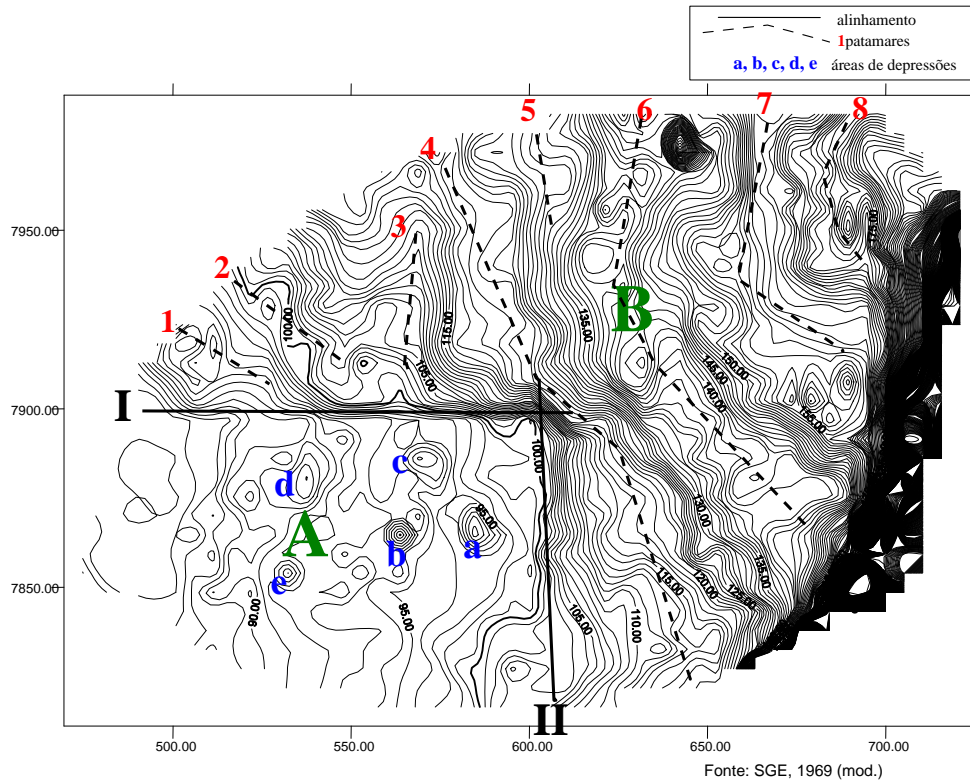 alinhamento
1patamares
a, b, c, d, e áreas de depressões
5 6 7 8
4
7950.00
3
175.00
2
1
100.00
115.00
135.00
B
105.00
150.00
145.00
140.00
155.00
I
7900.00
100.00
c
d
95.00
A
b
a
130.00
e
7850.00
90.00
95.00
105.00
110.00
115.00
120.00
125.00
135.00
II
500.00 550.00 600.00 650.00 700.00
Fonte: SGE, 1969 (mod.)